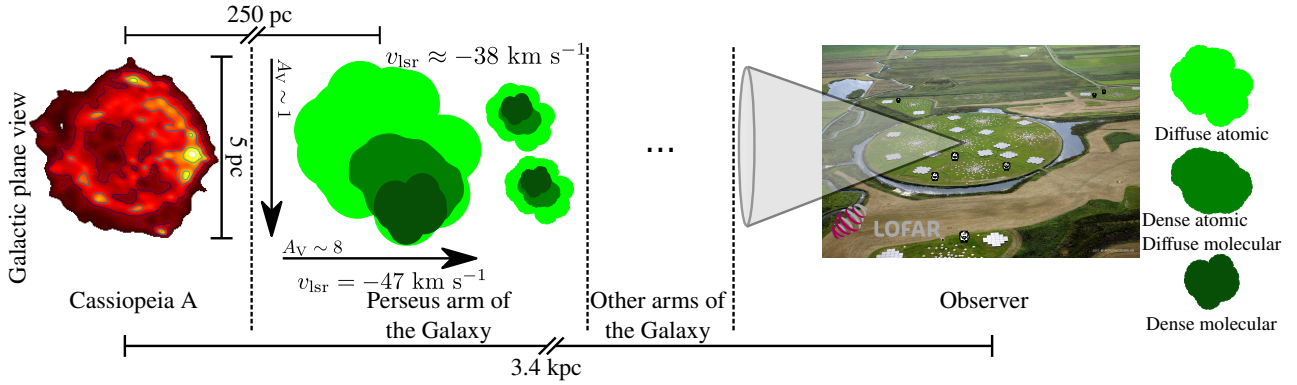 250 pc
Galactic plane view
5 pc
A_V ~ 1
v_lsr ≈ −38 km s⁻¹
A_V ~ 8
v_lsr = −47 km s⁻¹
...
LOFAR
Diffuse atomic
Dense atomic
Diffuse molecular
Dense molecular
Cassiopeia A
Perseus arm of
the Galaxy
Other arms of
the Galaxy
Observer
3.4 kpc